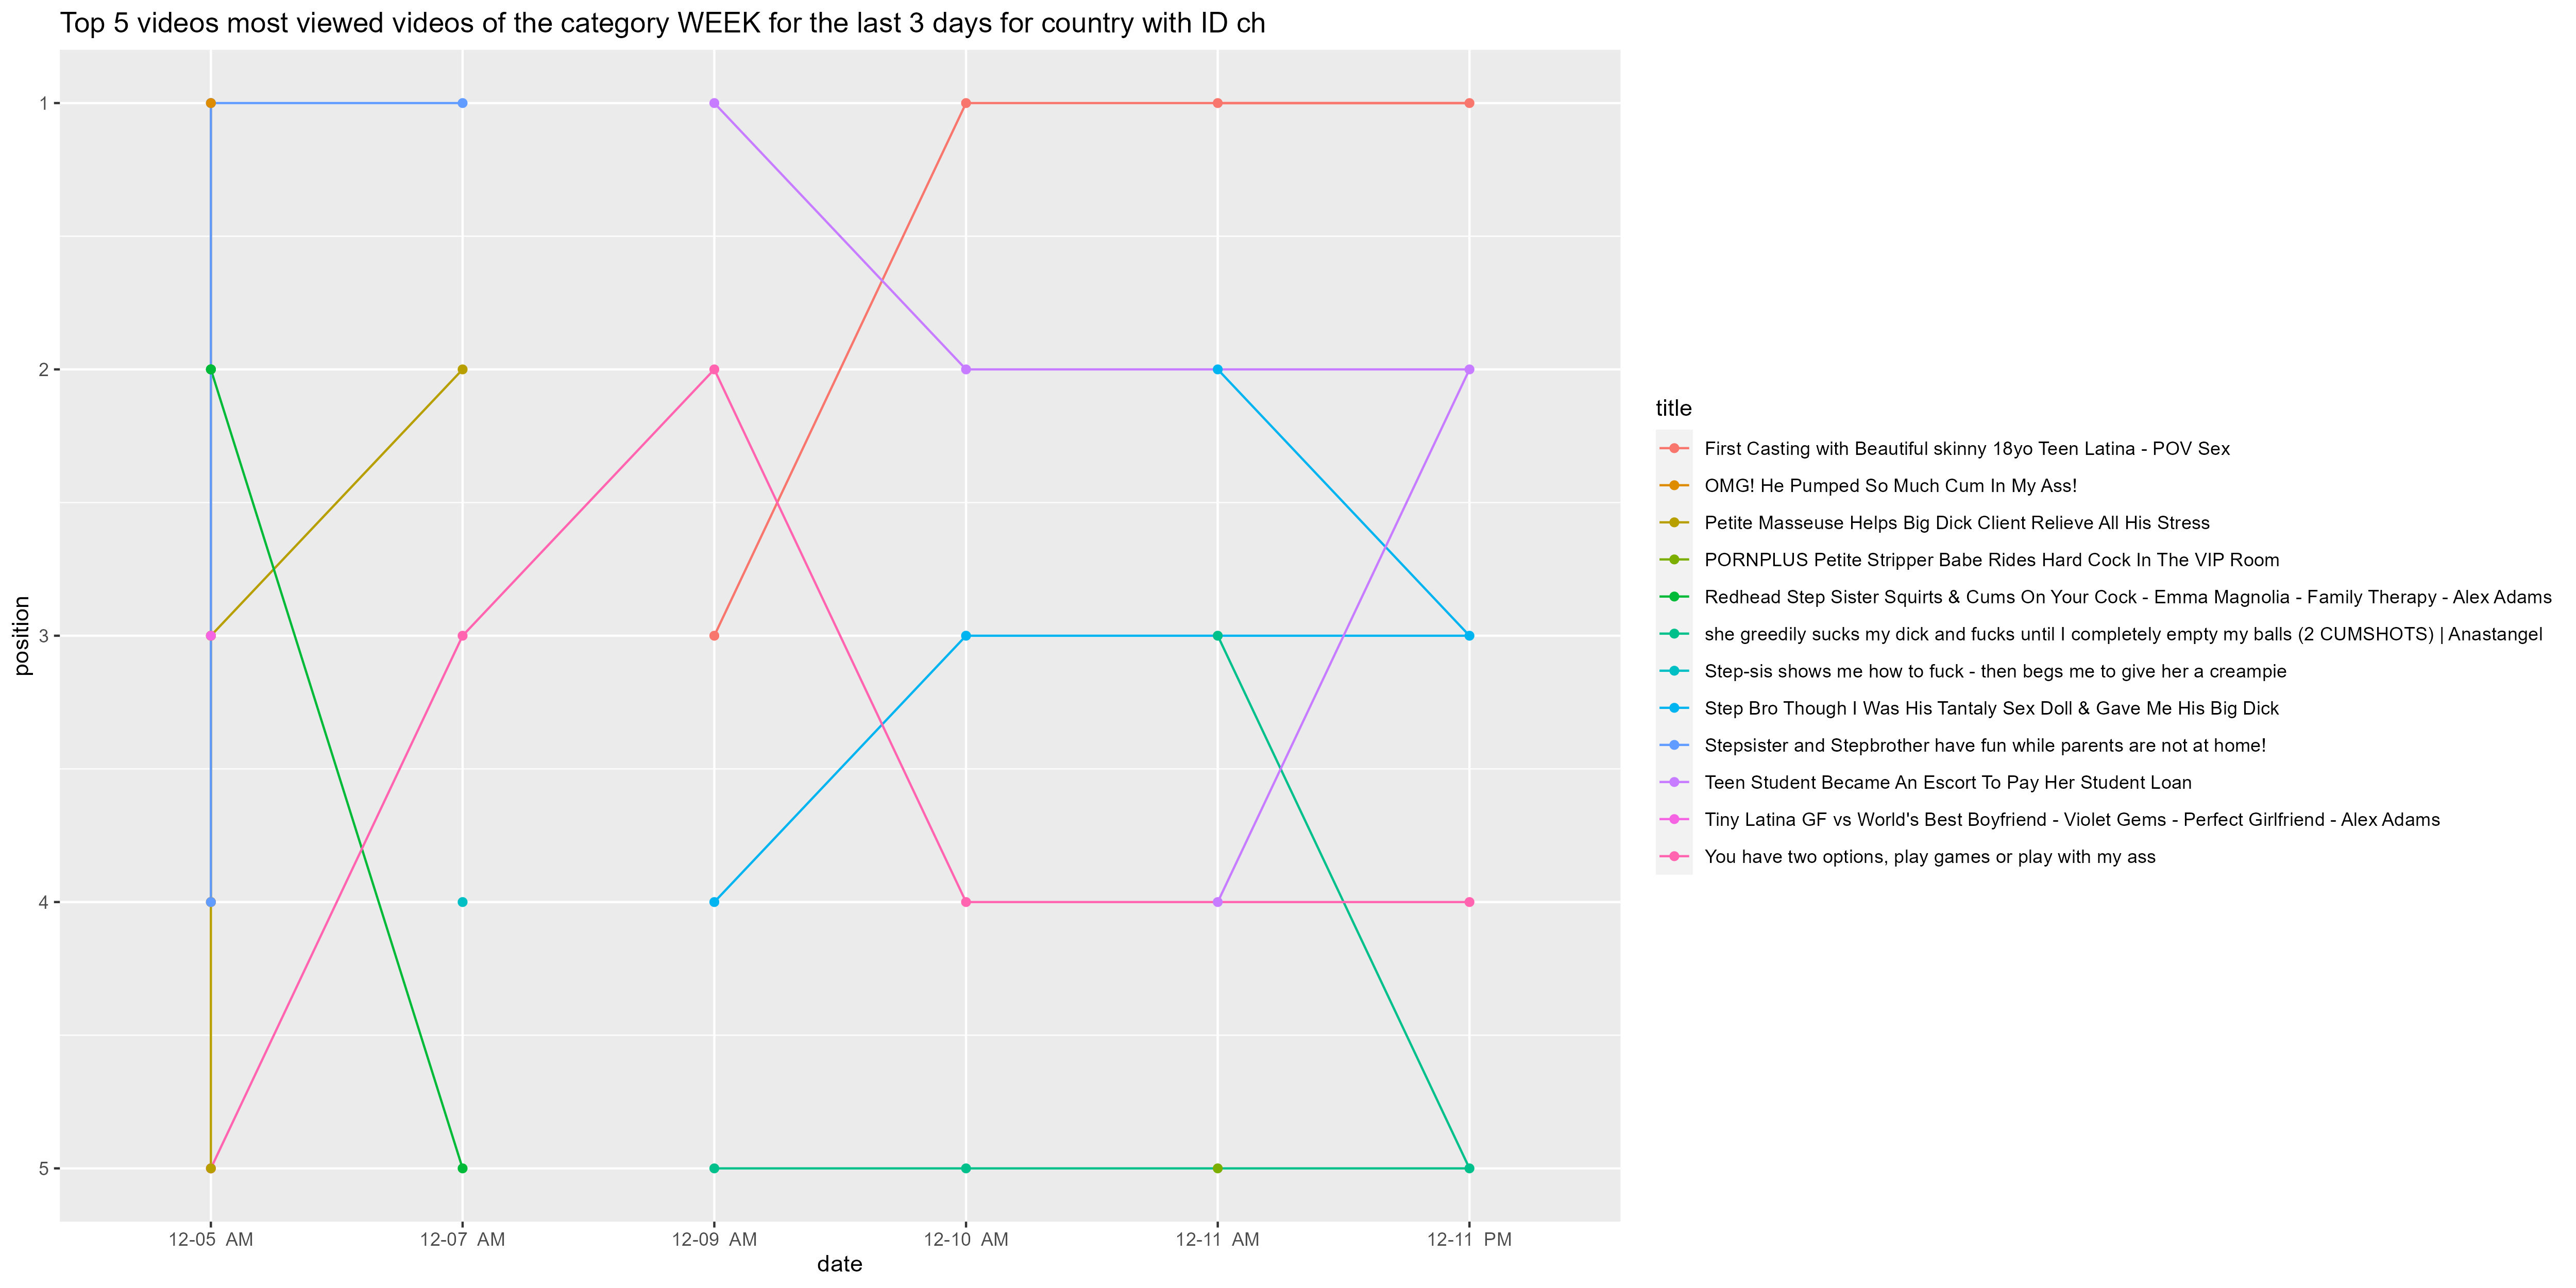 Top 5 videos most viewed videos of the category WEEK for the last 3 days for country with ID ch
position
1
2
3
4
5
12-05 AM
12-07 AM
12-09 AM
12-10 AM
12-11 AM
12-11 PM
date
title
First Casting with Beautiful skinny 18yo Teen Latina - POV Sex
OMG! He Pumped So Much Cum In My Ass!
Petite Masseuse Helps Big Dick Client Relieve All His Stress
PORNPLUS Petite Stripper Babe Rides Hard Cock In The VIP Room
Redhead Step Sister Squirts & Cums On Your Cock - Emma Magnolia - Family Therapy - Alex Adams
she greedily sucks my dick and fucks until I completely empty my balls (2 CUMSHOTS) | Anastangel
Step-sis shows me how to fuck - then begs me to give her a creampie
Step Bro Though I Was His Tantaly Sex Doll & Gave Me His Big Dick
Stepsister and Stepbrother have fun while parents are not at home!
Teen Student Became An Escort To Pay Her Student Loan
Tiny Latina GF vs World's Best Boyfriend - Violet Gems - Perfect Girlfriend - Alex Adams
You have two options, play games or play with my ass